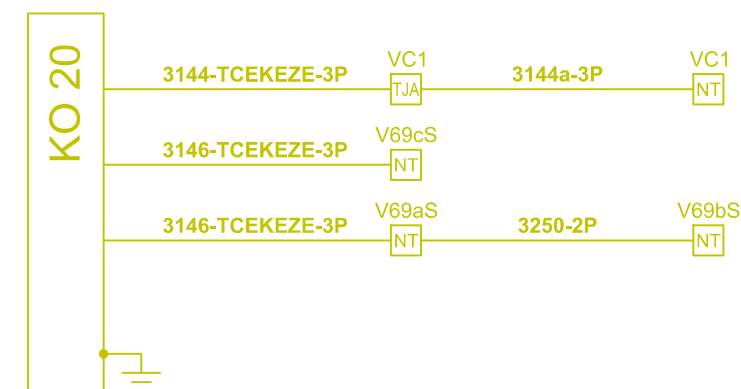 KO 20
VC1
3144-TCEKEZE-3P
TJA
3144a-3P
VC1
NT
V69cS
3146-TCEKEZE-3P
NT
V69aS
3146-TCEKEZE-3P
NT
3250-2P
V69bS
NT